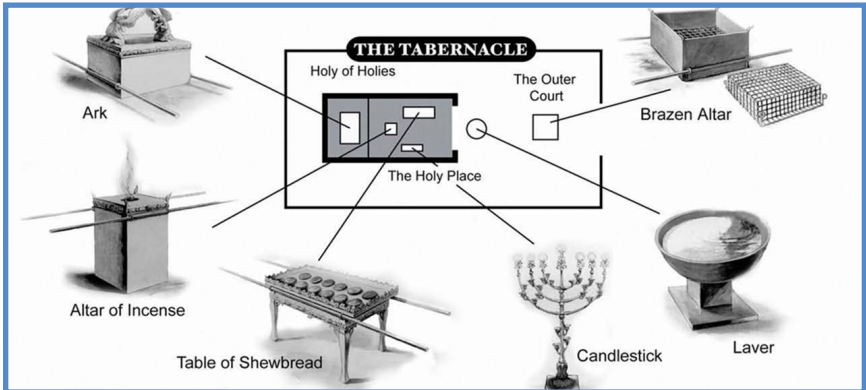 THE TABERNACLE
Holy of Holies
The Outer
Court
Ark
Brazen Altar
The Holy Place
Altar of Incense
Table of Shewbread
Candlestick
Laver